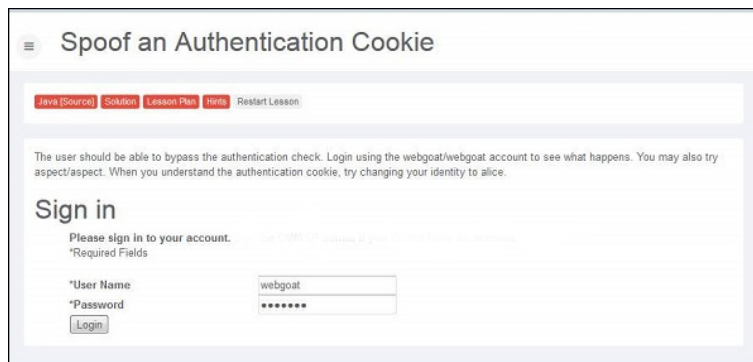 Spoof an Authentication Cookie
Java [Source] Solution Lesson Plan Hints Restart Lesson
The user should be able to bypass the authentication check. Login using the webgoat/webgoat account to see what happens. You may also try
aspect/aspect. When you understand the authentication cookie, try changing your identity to alice.
Sign in
Please sign in to your account.
*Required Fields
*User Name webgoat
*Password •••••••
Login